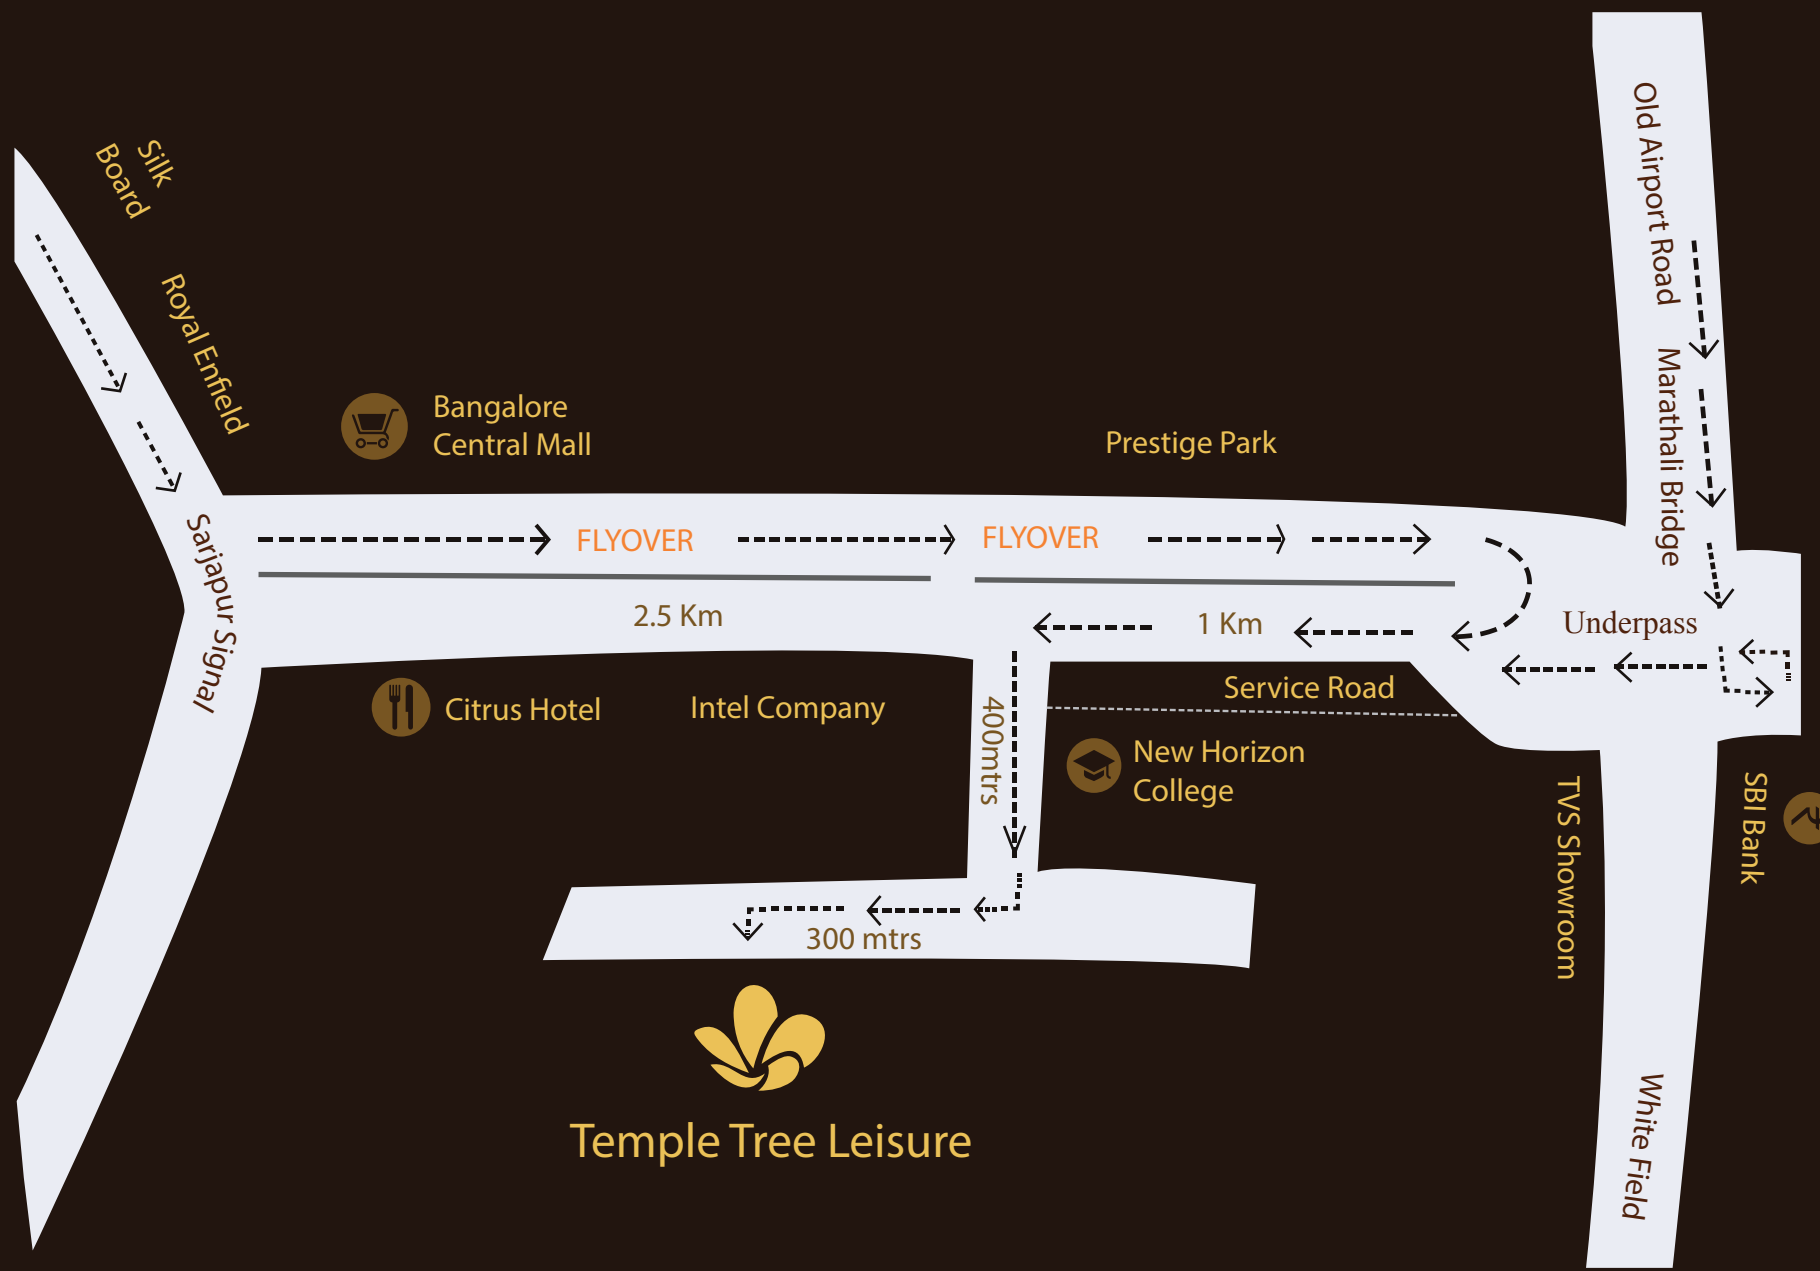 Silk
Board
Royal Enfield
Old Airport Road
Marathali Bridge
Bangalore
Central Mall
Prestige Park
Sarjapur Signal
FLYOVER
FLYOVER
2.5 Km
1 Km
Underpass
Citrus Hotel
Intel Company
Service Road
400mtrs
New Horizon
College
TVS Showroom
SBI Bank
₹
300 mtrs
Temple Tree Leisure
White Field